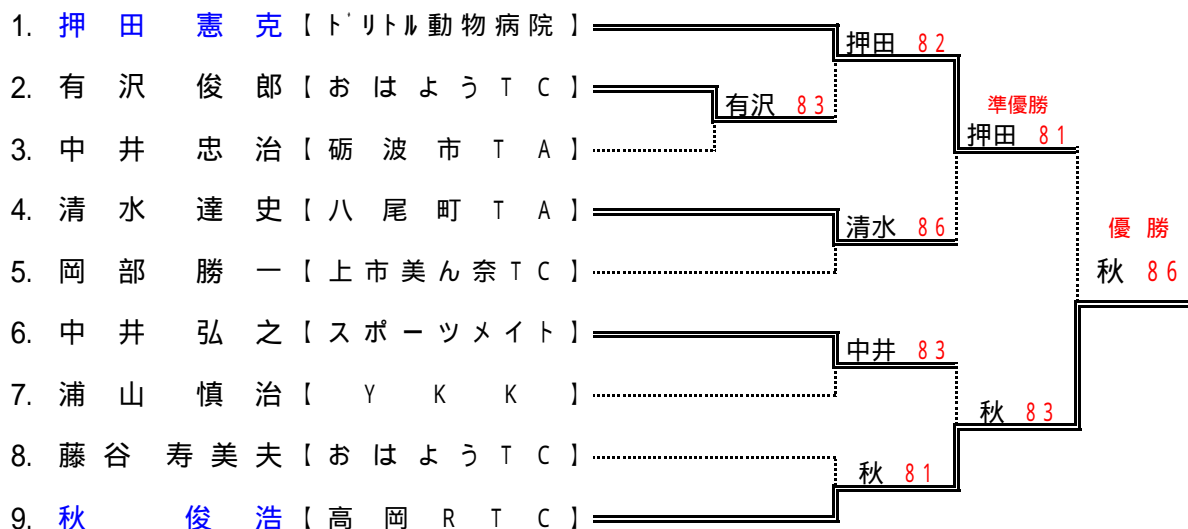 1. 押田 憲克【ドリトル動物病院】
2. 有沢 俊郎【おはようTC】
3. 中井 忠治【砺波市TA】
4. 清水 達史【八尾町TA】
5. 岡部 勝一【上市美ん奈TC】
6. 中井 弘之【スポーツメイト】
7. 浦山 慎治【YKK】
8. 藤谷 寿美夫【おはようTC】
9. 秋 俊浩【高岡RTC】
有沢 83
押田 82
清水 86
中井 83
秋 81
準優勝
押田 81
秋 83
優勝
秋 86